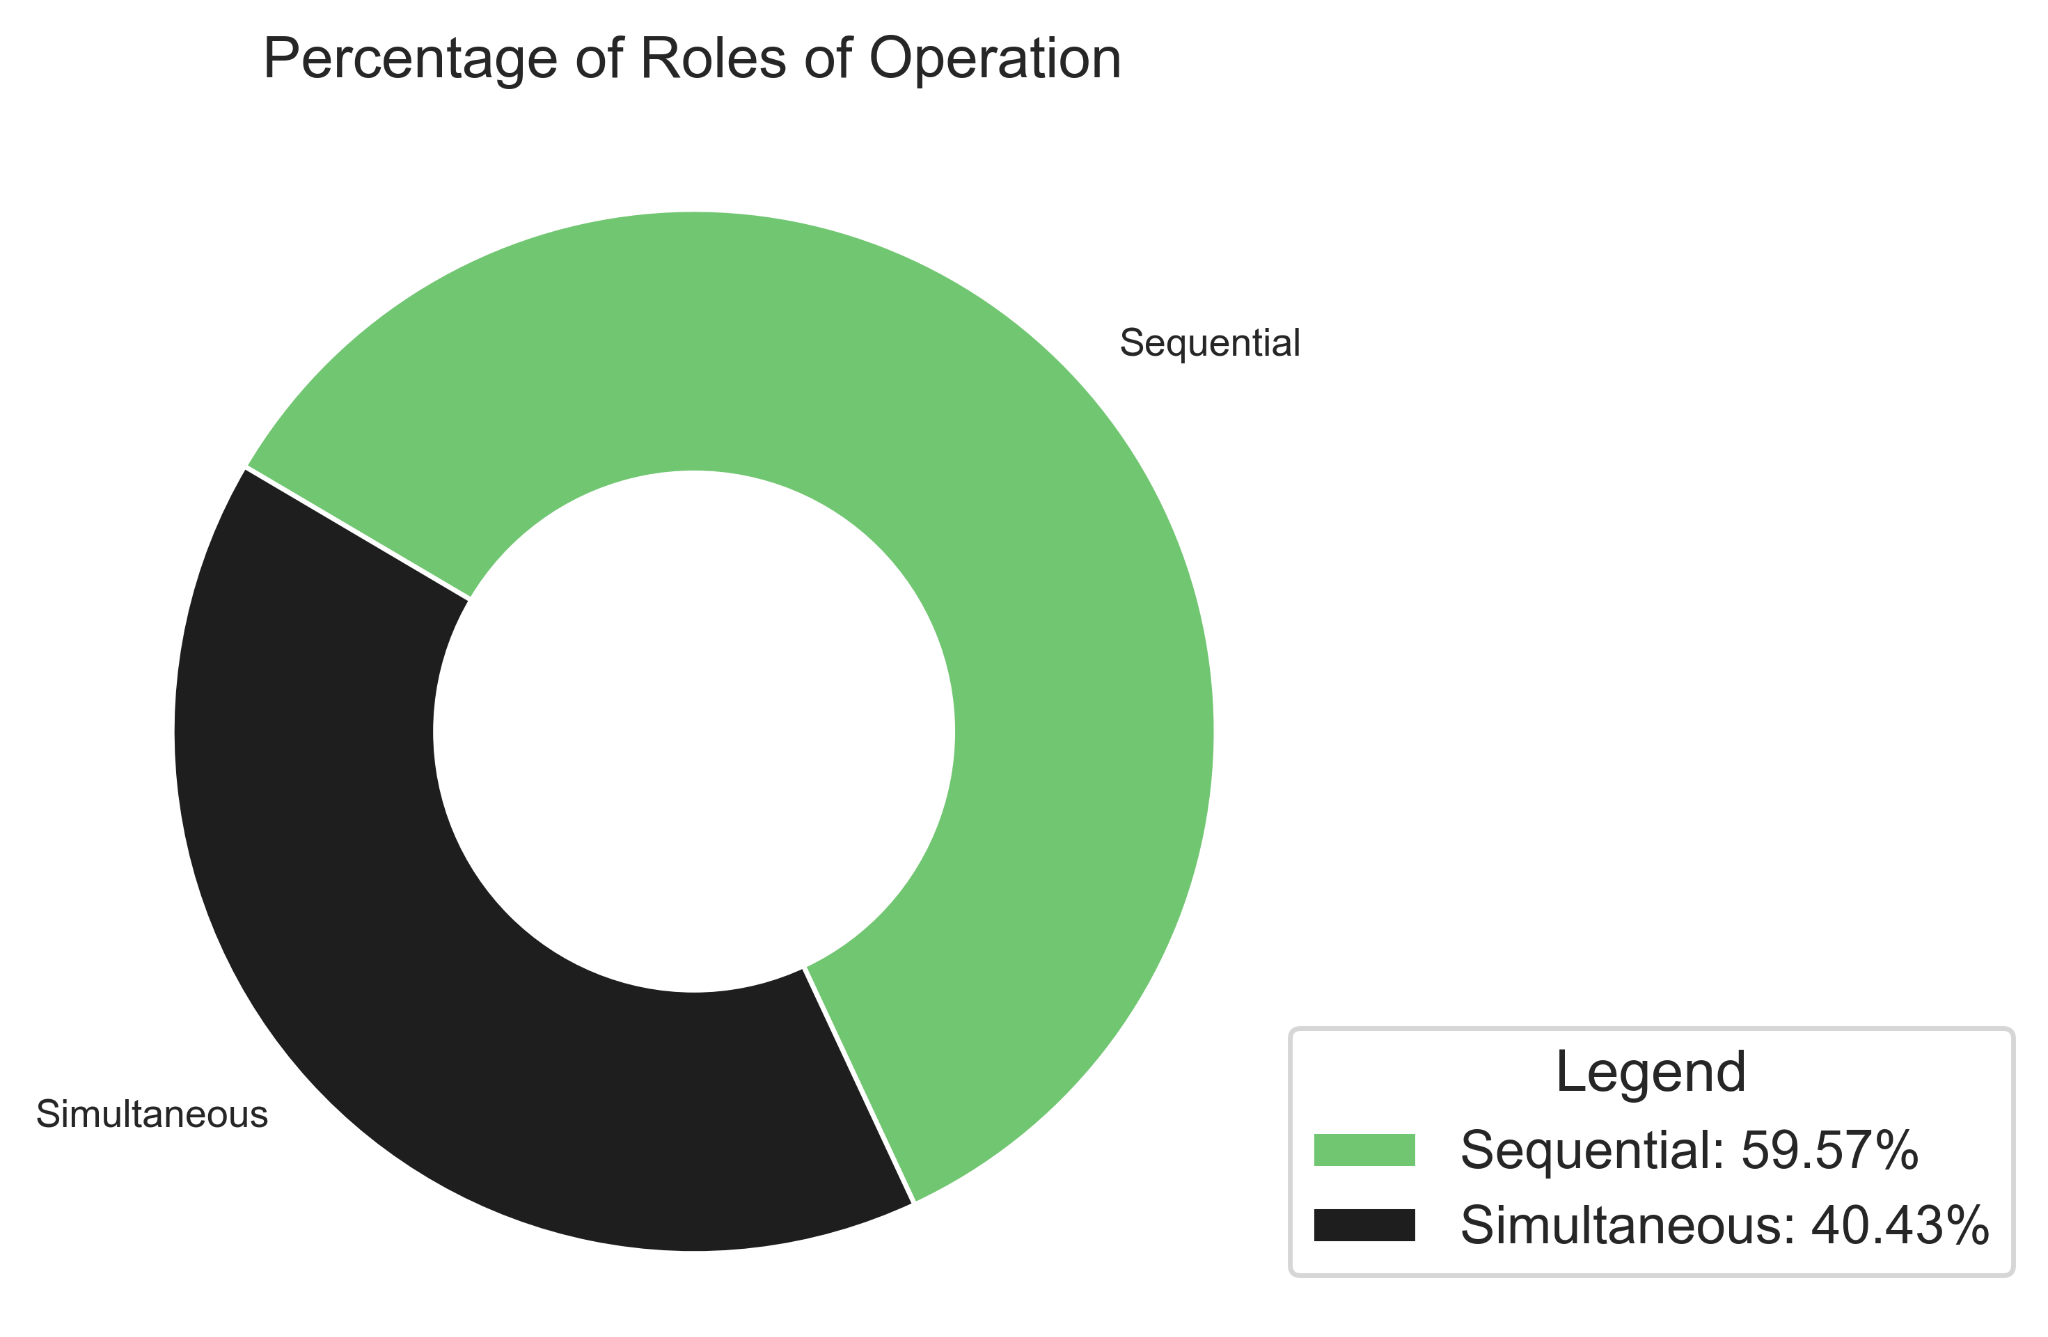 Percentage of Roles of Operation
Sequential
Simultaneous
Legend
Sequential: 59.57%
Simultaneous: 40.43%